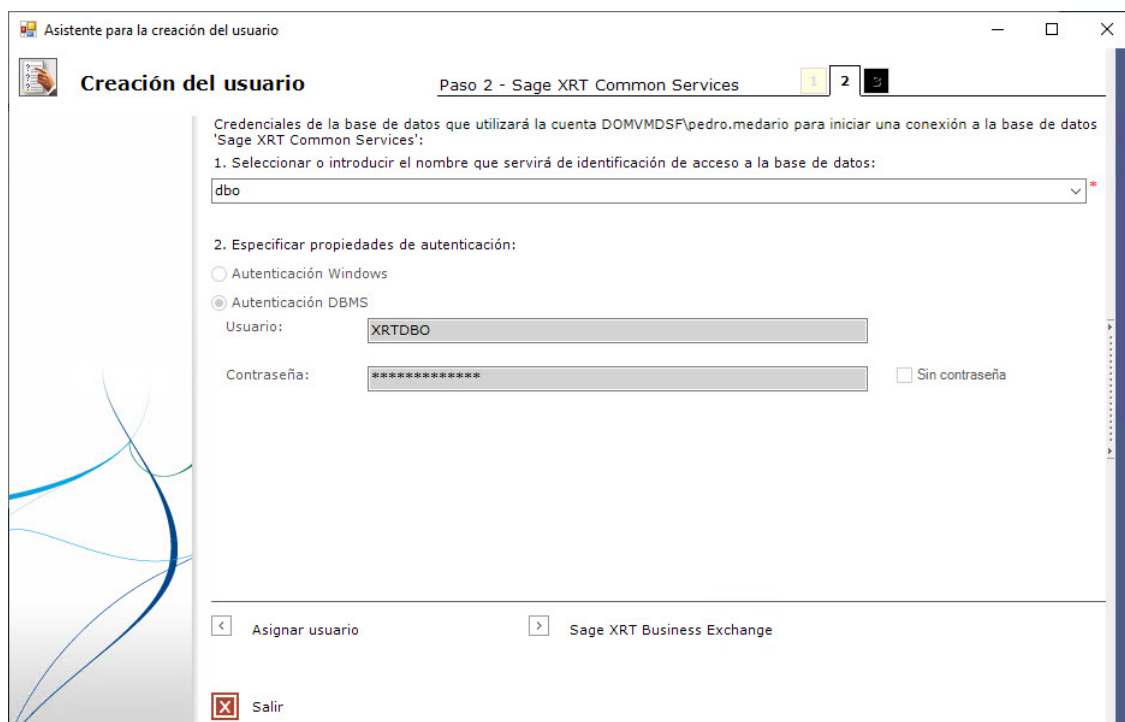 Asistente para la creación del usuario
Creación del usuario
Paso 2 - Sage XRT Common Services
1
2
3
Credenciales de la base de datos que utilizará la cuenta DOMVMDSF\pedro.medario para iniciar una conexión a la base de datos
'Sage XRT Common Services':
1. Seleccionar o introducir el nombre que servirá de identificación de acceso a la base de datos:
dbo
*
2. Especificar propiedades de autenticación:
Autenticación Windows
Autenticación DBMS
Usuario:
XRTDBO
Contraseña:
*************
Sin contraseña
Asignar usuario
Sage XRT Business Exchange
Salir